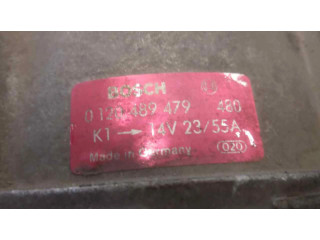 BOSCH
0 120 489 479 480
K1 → 14V 23/55A
Made in Germany 020